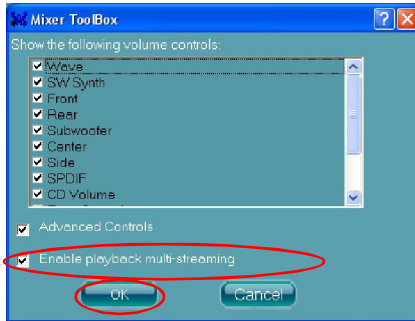 Mixer ToolBox
Show the following volume controls:
Wave
SW Synth
Front
Rear
Subwoofer
Center
Side
SPDIF
CD Volume
Advanced Controls
Enable playback multi-streaming
OK
Cancel